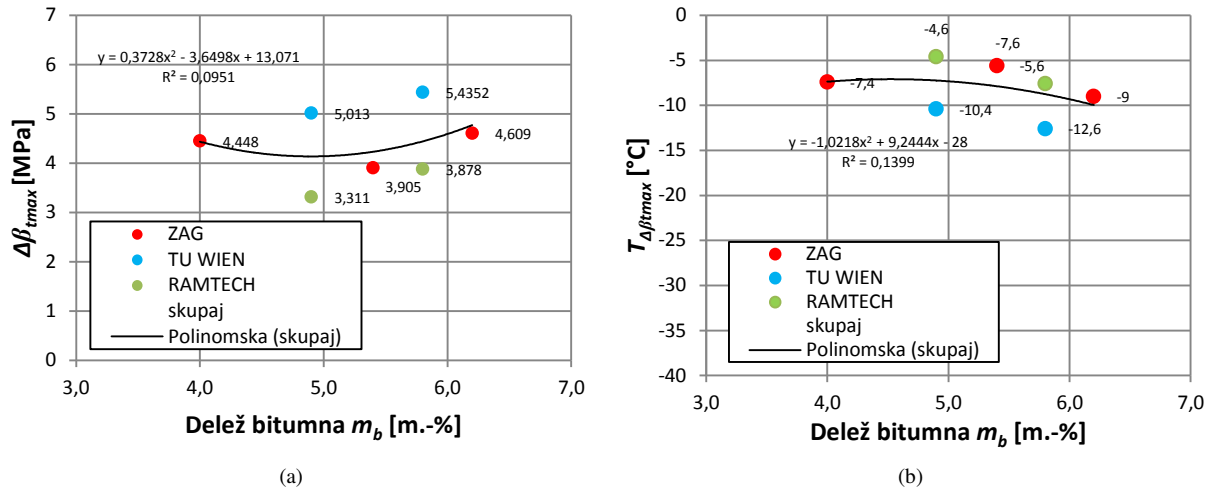 7
6
5
4
3
2
1
0
Δβtmax [MPa]
y = 0,3728x² - 3,6498x + 13,071
R² = 0,0951
5,4352
5,013
4,448
4,609
3,905
3,878
3,311
ZAG
TU WIEN
RAMTECH
skupaj
Polinomska (skupaj)
3,0 4,0 5,0 6,0 7,0
Delež bitumna mb [m.-%]
(a)
0
-5
-10
-15
-20
-25
-30
-35
-40
TΔβtmax [°C]
-4,6
-7,6
-5,6
-7,4
-9
-10,4
-12,6
y = -1,0218x² + 9,2444x - 28
R² = 0,1399
ZAG
TU WIEN
RAMTECH
skupaj
Polinomska (skupaj)
3,0 4,0 5,0 6,0 7,0
Delež bitumna mb [m.-%]
(b)